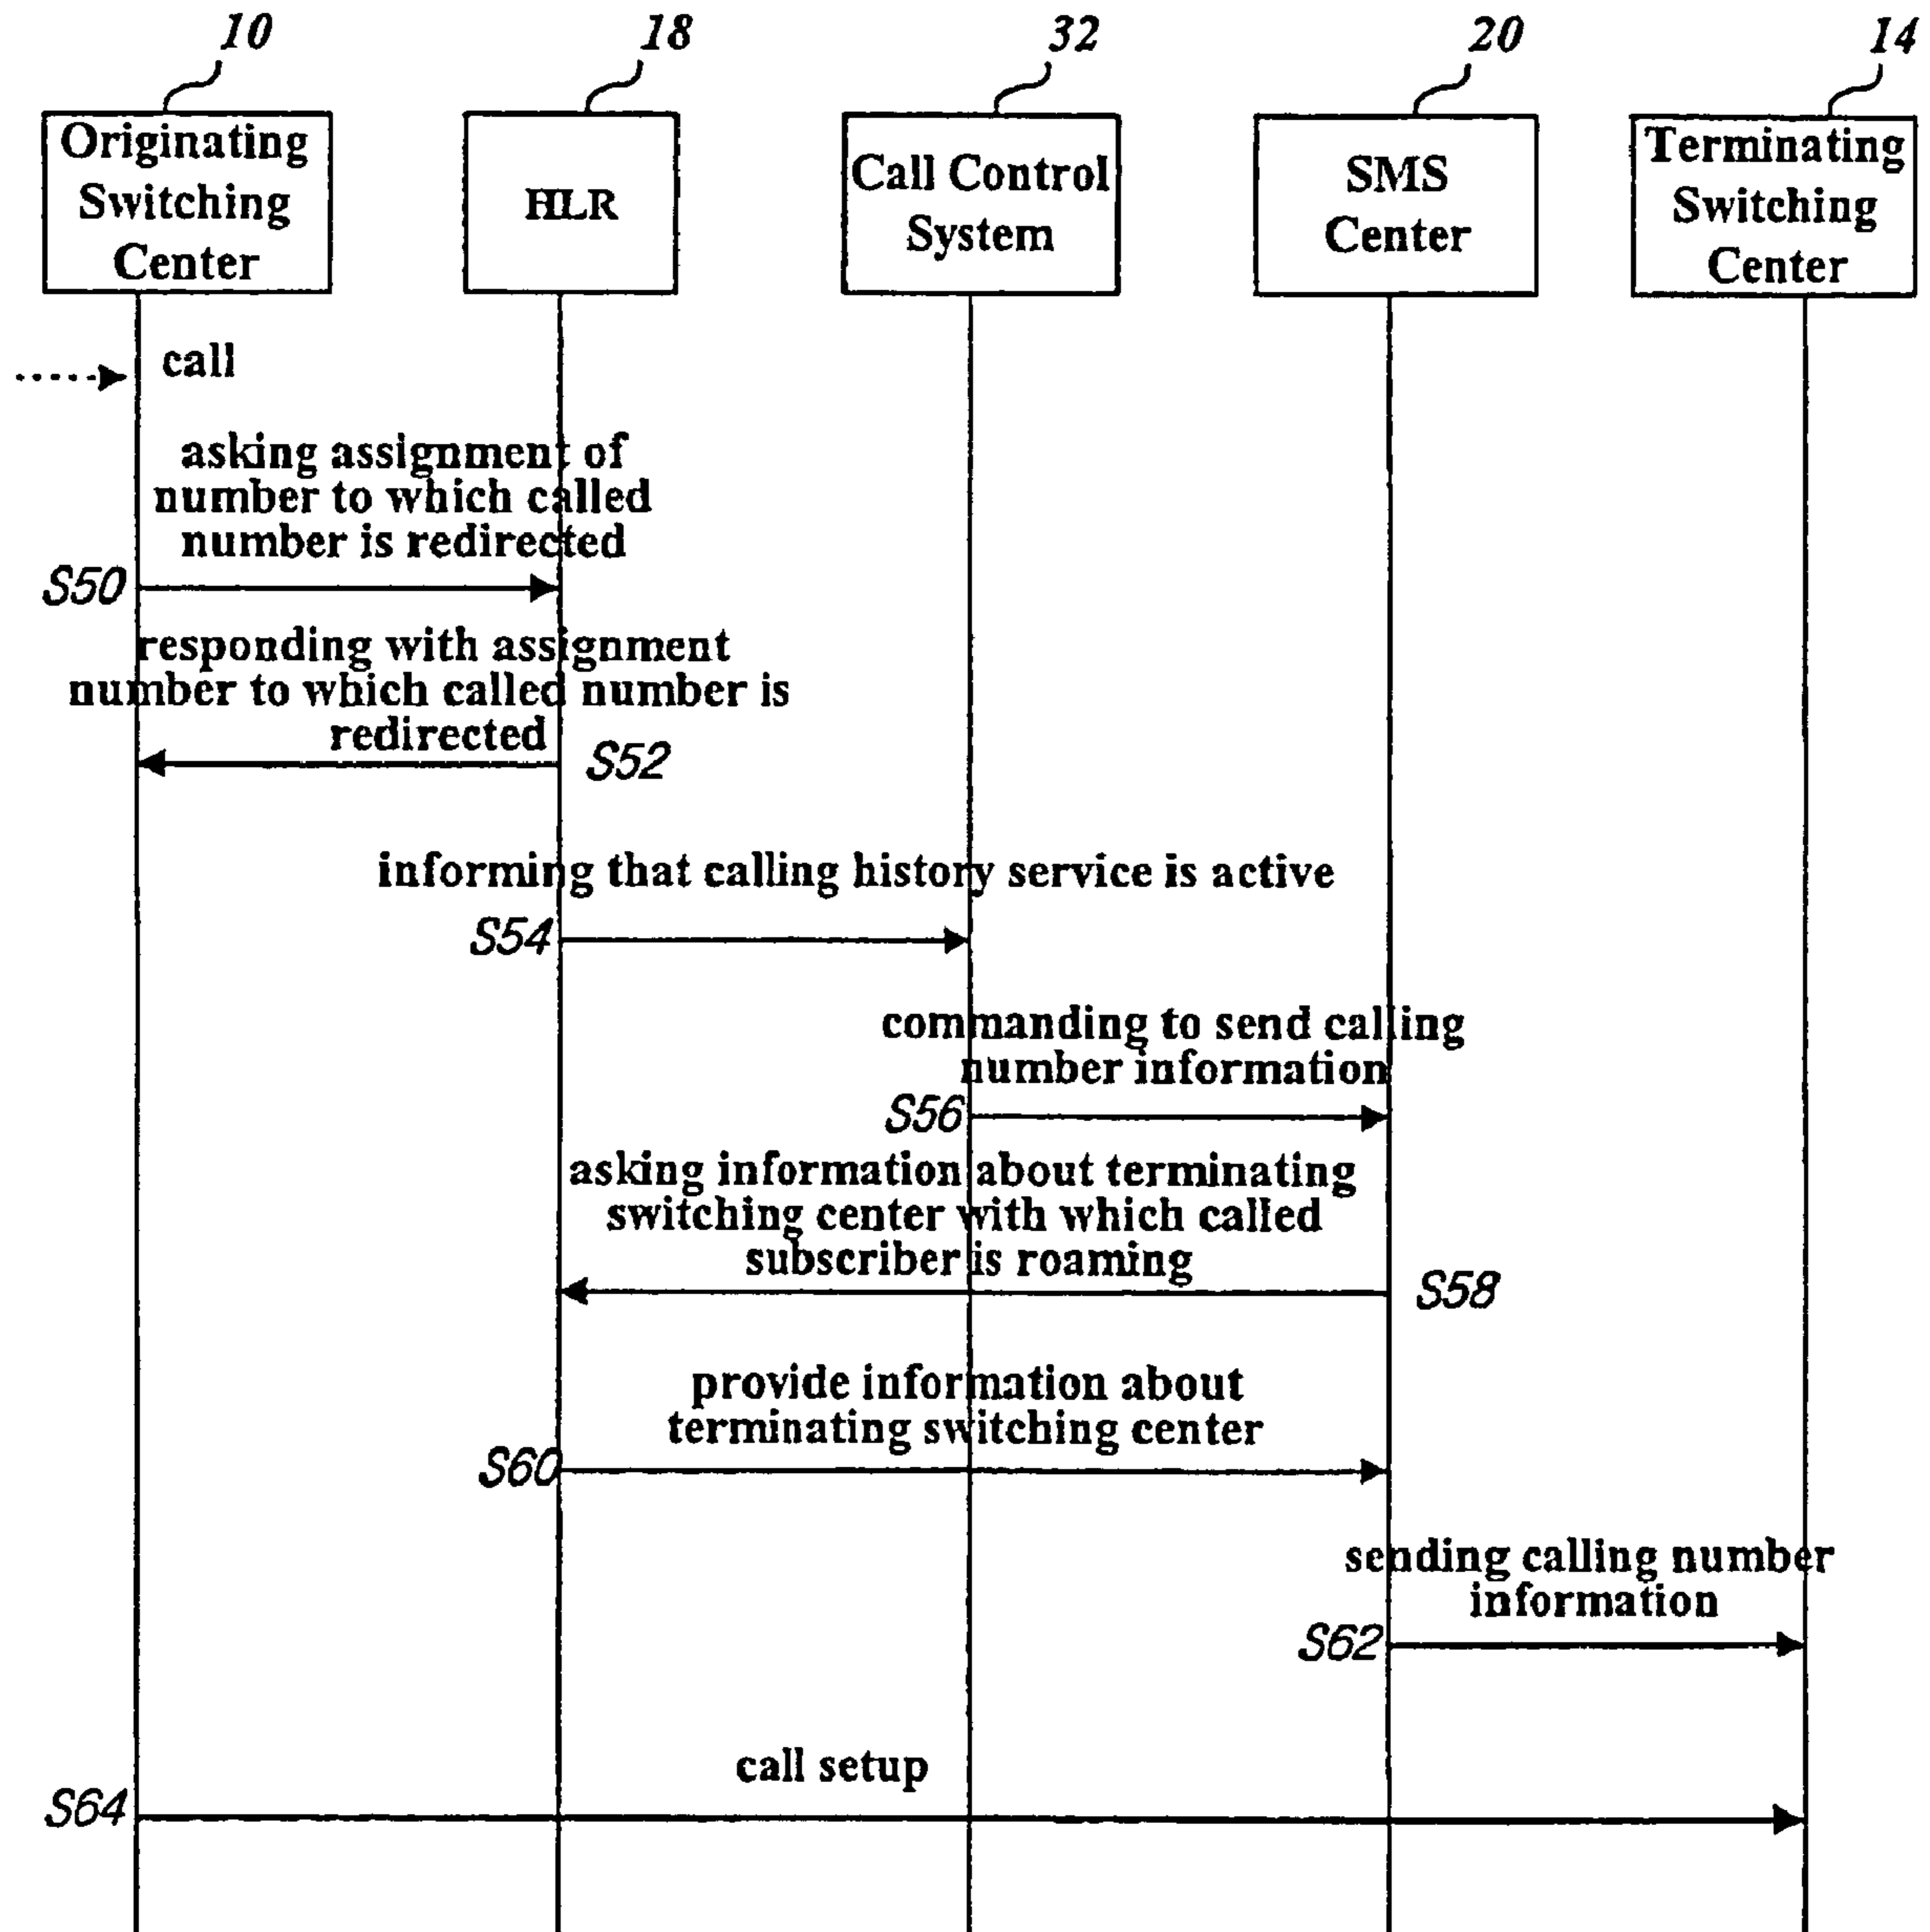 10
18
32
20
14
Originating
Switching
Center
HLR
Call Control
System
SMS
Center
Terminating
Switching
Center
call
asking assignment of
number to which called
number is redirected
S50
responding with assignment
number to which called number is
redirected
S52
informing that calling history service is active
S54
commanding to send calling
number information
S56
asking information about terminating
switching center with which called
subscriber is roaming
S58
provide information about
terminating switching center
S60
sending calling number
information
S62
call setup
S64